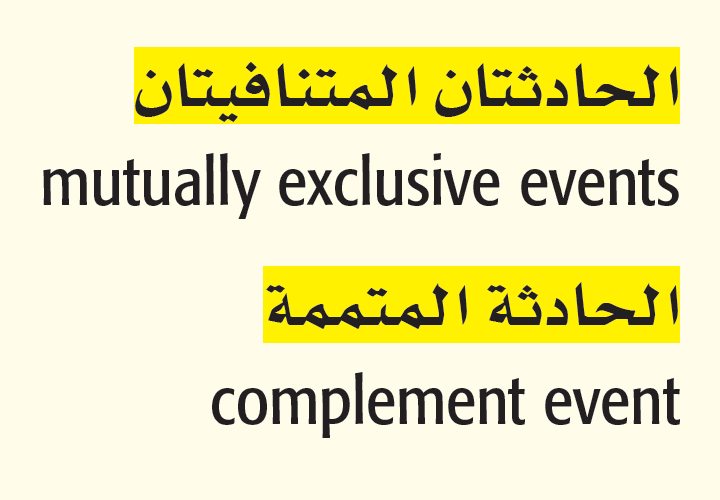 الحادثتان المتنافيتان
mutually exclusive events
الحادثة المتممة
complement event